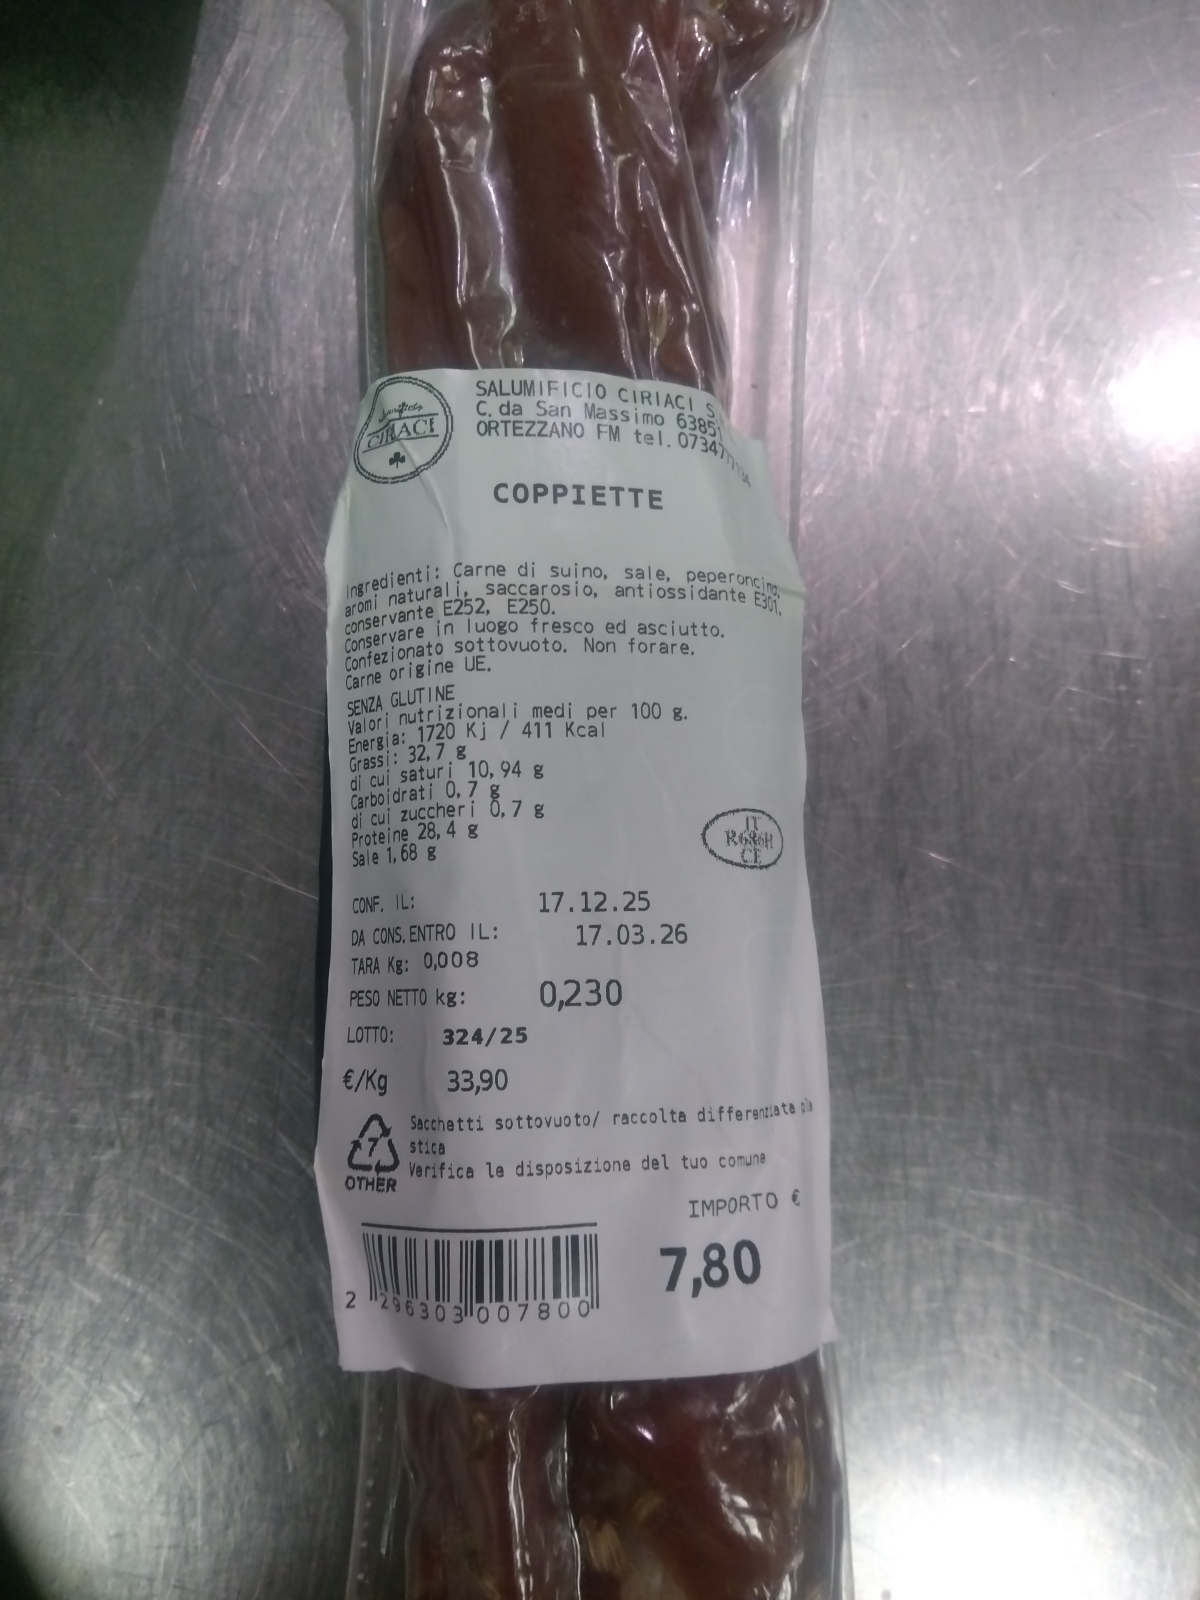 Salumificio
CIRIACI
SALUMIFICIO CIRIACI
C.da San Massimo
ORTEZZANO FM tel.
COPPIETTE
Ingredienti: Carne di suino, sale, peperoncino,
aromi naturali, saccarosio, antiossidante E301,
conservante E252, E250.
Conservare in luogo fresco ed asciutto.
Confezionato sottovuoto. Non forare.
Carne origine UE.
SENZA GLUTINE
Valori nutrizionali medi per 100 g.
Energia: 1720 Kj / 411 Kcal
Grassi: 32,7 g
di cui saturi 10,94 g
Carboidrati 0,7 g
di cui zuccheri 0,7 g
Proteine 28,4 g
Sale 1,68 g
IT
CE
CONF. IL: 17.12.25
DA CONS.ENTRO IL: 17.03.26
TARA Kg: 0,008
PESO NETTO kg: 0,230
LOTTO: 324/25
€/Kg 33,90
7
OTHER
Sacchetti sottovuoto/ raccolta differenziata pla
stica
Verifica le disposizione del tuo comune
IMPORTO €
7,80
2 296303 007800